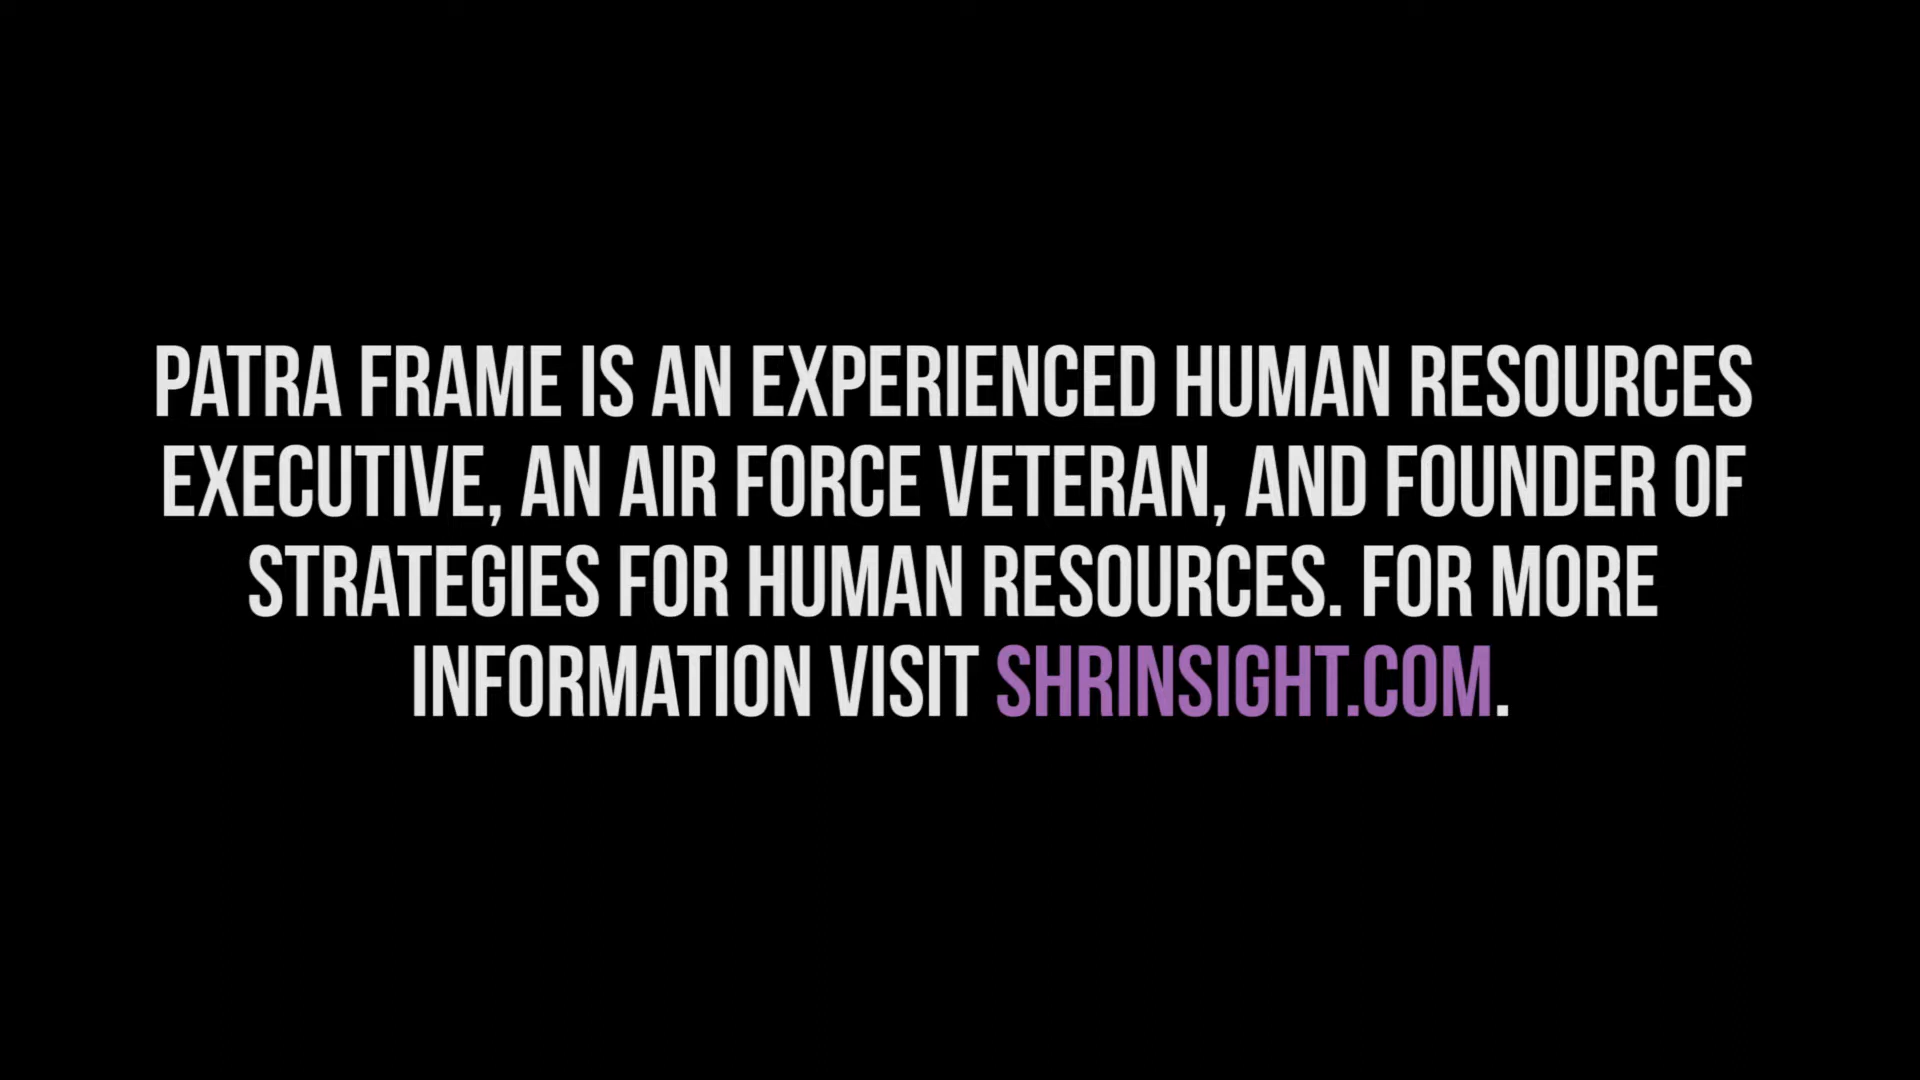 PATRA FRAME IS AN EXPERIENCED HUMAN RESOURCES
EXECUTIVE, AN AIR FORCE VETERAN, AND FOUNDER OF
STRATEGIES FOR HUMAN RESOURCES. FOR MORE
INFORMATION VISIT SHRINSIGHT.COM.